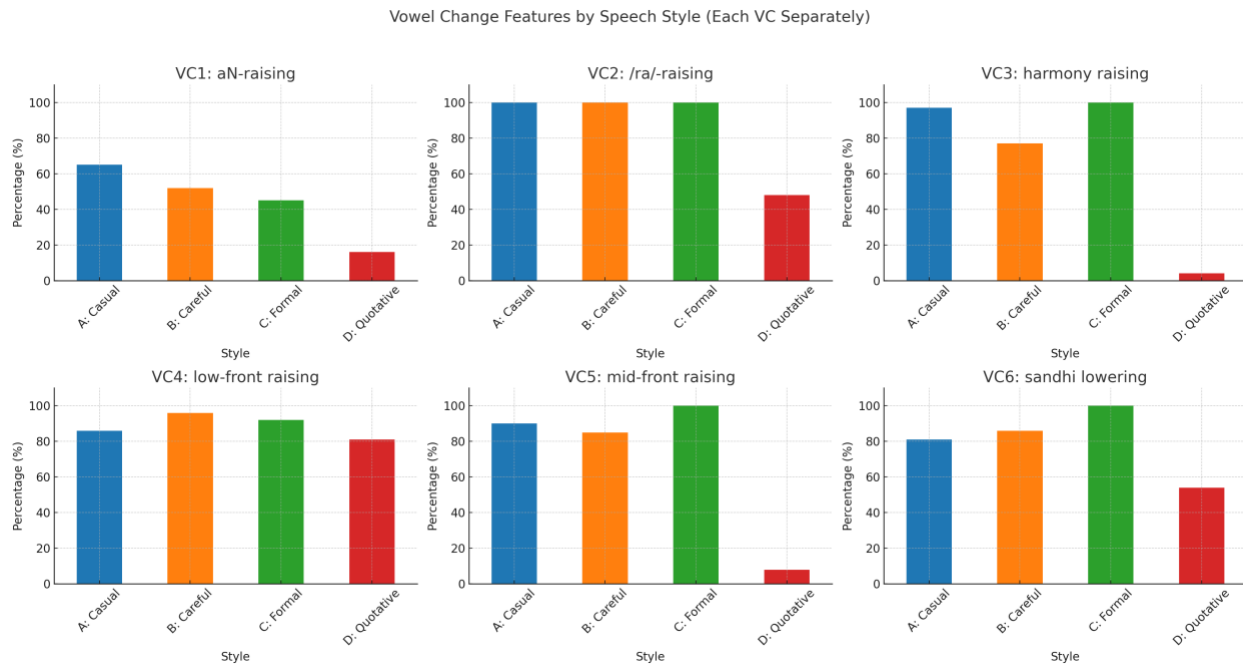 Vowel Change Features by Speech Style (Each VC Separately)
VC1: aN-raising
Percentage (%)
100
80
60
40
20
0
A: Casual
B: Careful
C: Formal
D: Quotative
Style
VC2: /ra/-raising
Percentage (%)
100
80
60
40
20
0
A: Casual
B: Careful
C: Formal
D: Quotative
Style
VC3: harmony raising
Percentage (%)
100
80
60
40
20
0
A: Casual
B: Careful
C: Formal
D: Quotative
Style
VC4: low-front raising
Percentage (%)
100
80
60
40
20
0
A: Casual
B: Careful
C: Formal
D: Quotative
Style
VC5: mid-front raising
Percentage (%)
100
80
60
40
20
0
A: Casual
B: Careful
C: Formal
D: Quotative
Style
VC6: sandhi lowering
Percentage (%)
100
80
60
40
20
0
A: Casual
B: Careful
C: Formal
D: Quotative
Style